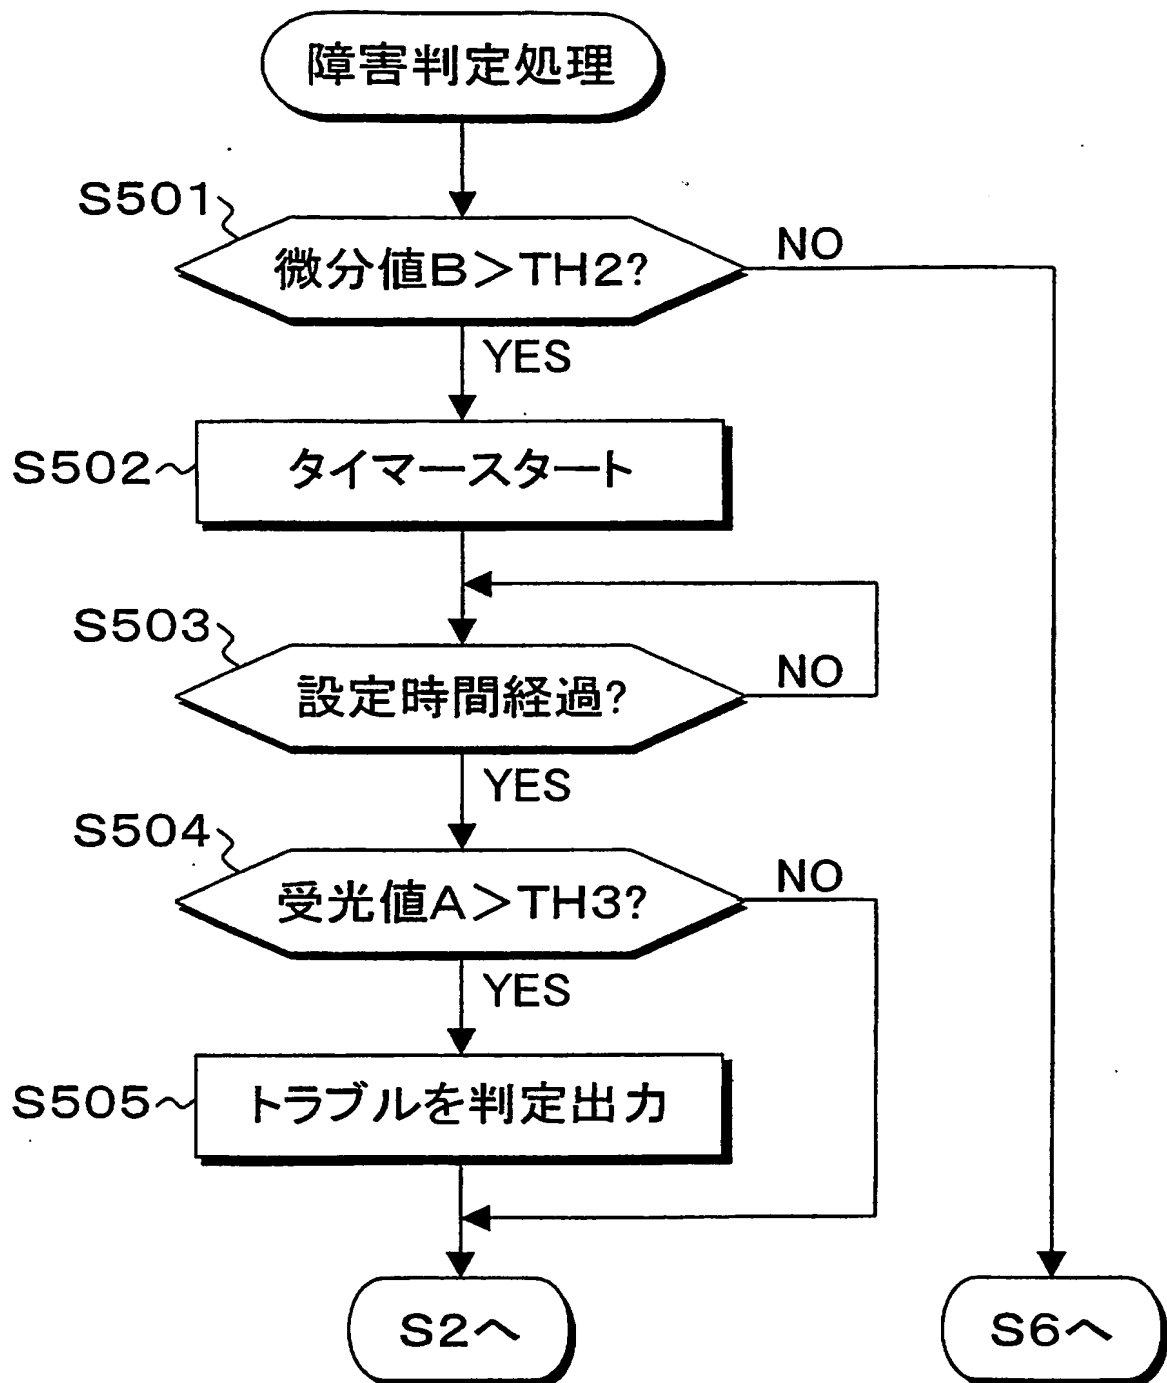 障害判定処理
S501
微分値B>TH2?
NO
YES
S502
タイマースタート
S503
設定時間経過?
NO
YES
S504
受光値A>TH3?
NO
YES
S505
トラブルを判定出力
S2へ
S6へ